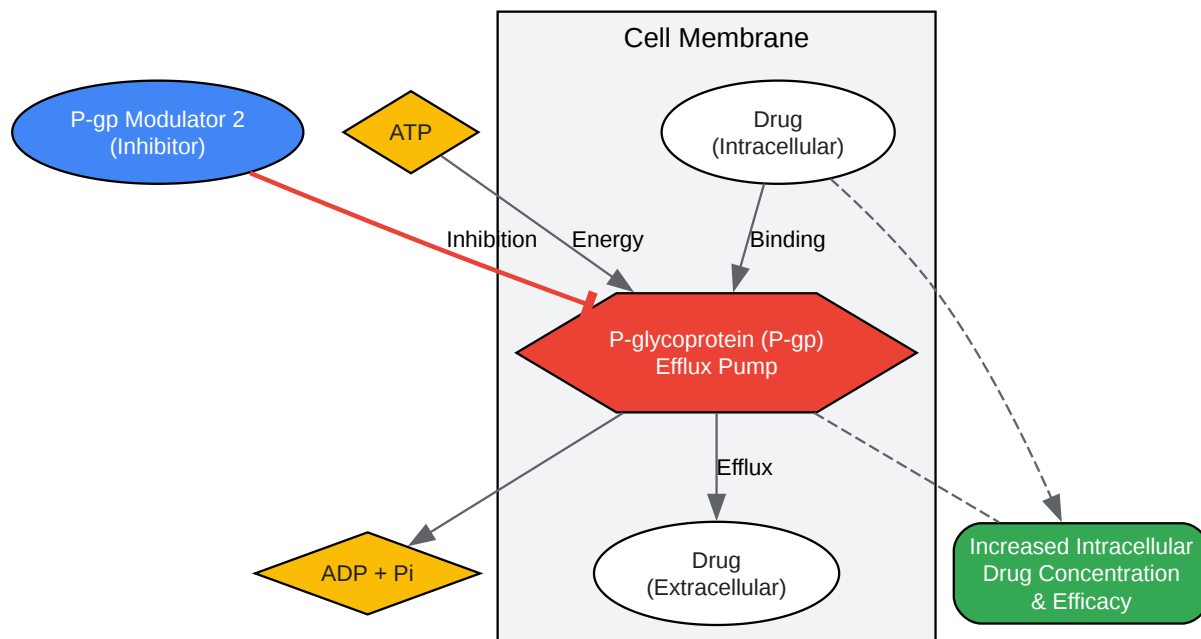 Cell Membrane
P-gp Modulator 2
(Inhibitor)
ATP
Drug
(Intracellular)
Inhibition
Energy
Binding
P-glycoprotein (P-gp)
Efflux Pump
Efflux
ADP + Pi
Drug
(Extracellular)
Increased Intracellular
Drug Concentration
& Efficacy